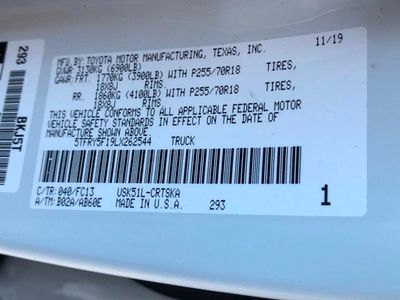 293
BKJ5T
MFD.BY: TOYOTA MOTOR MANUFACTURING, TEXAS, INC. 11/19
GVWR 3130KG (6900LB)
GAWR FRT 1770KG (3900LB) WITH P255/70R18 TIRES,
18X8J RIMS.
RR. 1860KG (4100LB) WITH P255/70R18 TIRES,
18X8J RIMS.
THIS VEHICLE CONFORMS TO ALL APPLICABLE FEDERAL MOTOR
VEHICLE SAFETY STANDARDS IN EFFECT ON THE DATE OF
MANUFACTURE SHOWN ABOVE.
5TFRY5F19LX262544 TRUCK
C/TR: 040/FC13 USK51L-CRTSKA
A/TM: B02A/AB60E MADE IN U.S.A. 293
1